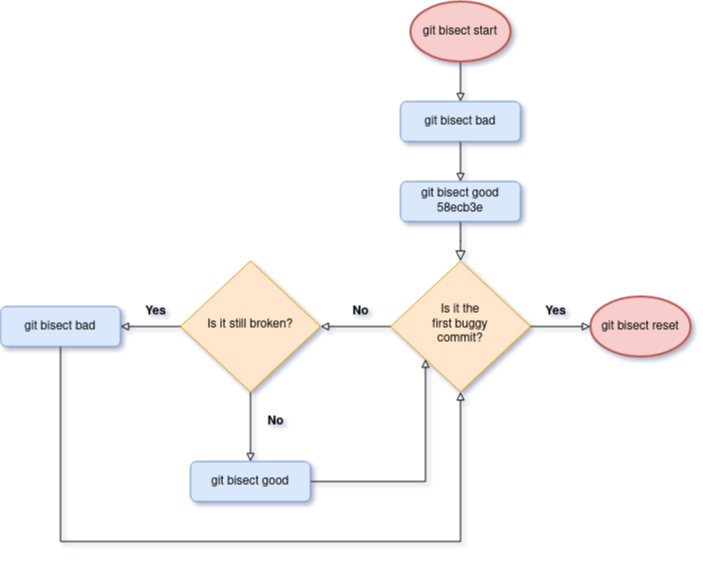 git bisect start
git bisect bad
git bisect good
58ecb3e
Is it the
first buggy
commit?
Yes
git bisect reset
No
Is it still broken?
Yes
git bisect bad
No
git bisect good